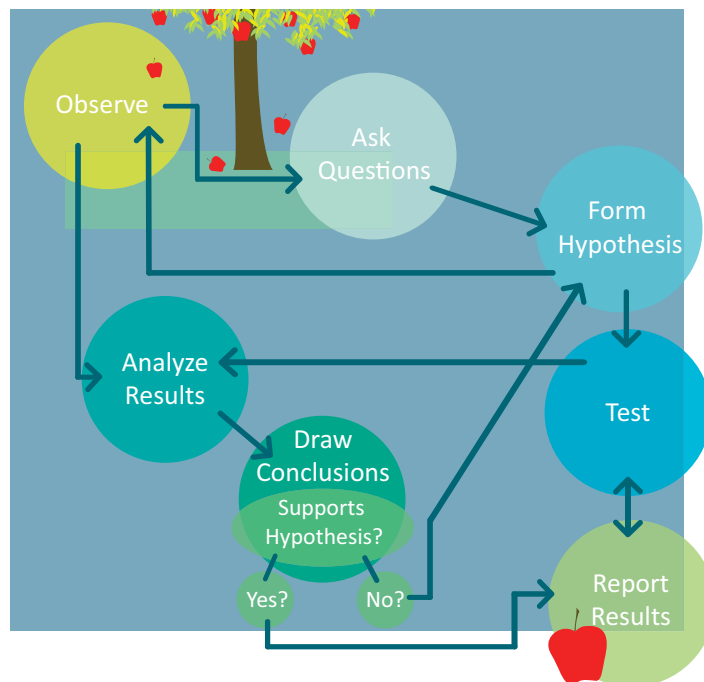 Observe
Ask
Questions
Form
Hypothesis
Analyze
Results
Test
Draw
Conclusions
Supports
Hypothesis?
Yes?
No?
Report
Results